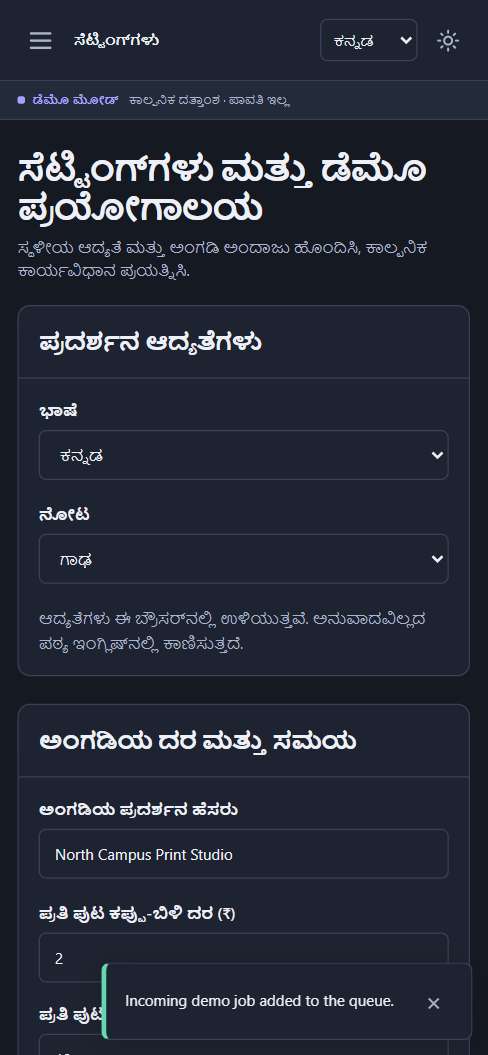 ಸೆಟ್ಟಿಂಗ್‌ಗಳು
ಕನ್ನಡ
ಡೆಮೊ ಮೋಡ್ ಕಾಲ್ಪನಿಕ ದತ್ತಾಂಶ · ಪಾವತಿ ಇಲ್ಲ
ಸೆಟ್ಟಿಂಗ್‌ಗಳು ಮತ್ತು ಡೆಮೊ
ಪ್ರಯೋಗಾಲಯ
ಸ್ಥಳೀಯ ಆದ್ಯತೆ ಮತ್ತು ಅಂಗಡಿ ಅಂದಾಜು ಹೊಂದಿಸಿ, ಕಾಲ್ಪನಿಕ
ಕಾರ್ಯವಿಧಾನ ಪ್ರಯತ್ನಿಸಿ.
ಪ್ರದರ್ಶನ ಆದ್ಯತೆಗಳು
ಭಾಷೆ
ಕನ್ನಡ
ನೋಟ
ಗಾಢ
ಆದ್ಯತೆಗಳು ಈ ಬ್ರೌಸರ್‌ನಲ್ಲಿ ಉಳಿಯುತ್ತವೆ. ಅನುವಾದವಿಲ್ಲದ
ಪಠ್ಯ ಇಂಗ್ಲಿಷ್‌ನಲ್ಲಿ ಕಾಣಿಸುತ್ತದೆ.
ಅಂಗಡಿಯ ದರ ಮತ್ತು ಸಮಯ
ಅಂಗಡಿಯ ಪ್ರದರ್ಶನ ಹೆಸರು
North Campus Print Studio
ಪ್ರತಿ ಪುಟ ಕಪ್ಪು-ಬಿಳಿ ದರ (₹)
2
Incoming demo job added to the queue.
ಪ್ರತಿ ಪುಟ